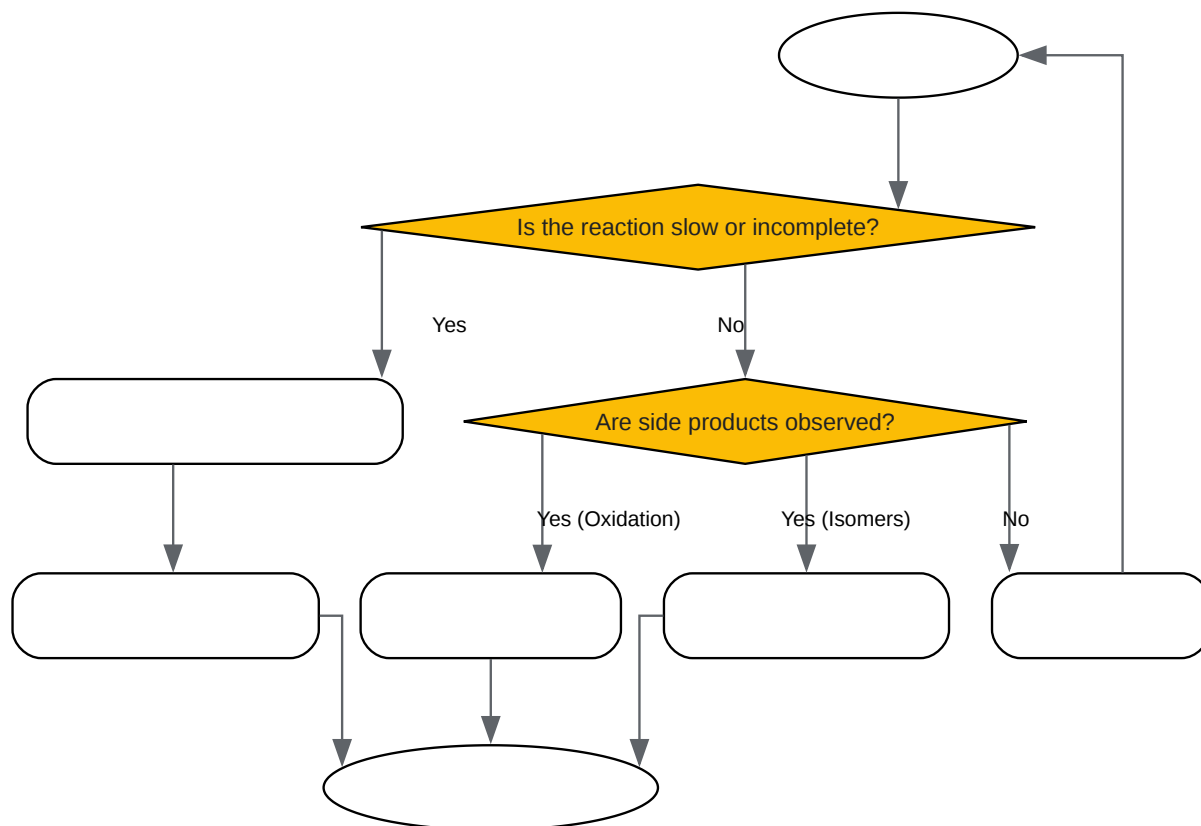 Is the reaction slow or incomplete?
Yes
No
Are side products observed?
Yes (Oxidation)
Yes (Isomers)
No